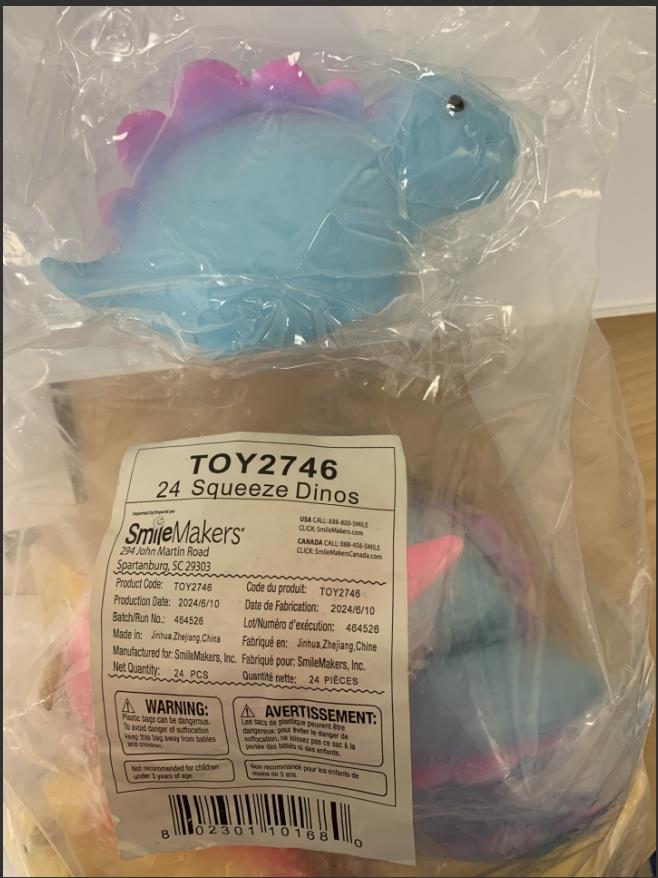 TOY2746
24 Squeeze Dinos
Imported by/Importé par
SmileMakers®
294 John Martin Road
Spartanburg, SC 29303
USA CALL: 888-800-SMILE
CLICK: SmileMakers.com
CANADA CALL: 888-456-SMILE
CLICK: SmileMakersCanada.com
Product Code: TOY2746
Production Date: 2024/6/10
Batch/Run No.: 464526
Made in: Jinhua,Zhejiang,China
Manufactured for: SmileMakers, Inc.
Net Quantity: 24 PCS
Code du produit: TOY2746
Date de Fabrication: 2024/6/10
Lot/Numéro d'exécution: 464526
Fabriqué en: Jinhua,Zhejiang,Chine
Fabriqué pour: SmileMakers, Inc.
Quantité nette: 24 PIÈCES
WARNING:
Plastic bags can be dangerous.
To avoid danger of suffocation
keep this bag away from babies
and children.
Not recommended for children
under 3 years of age.
AVERTISSEMENT:
Les sacs de plastique peuvent être
dangereux: pour éviter le danger de
suffocation, ne laissez pas ce sac à la
portée des bébés ni des enfants.
Non recommandé pour les enfants de
moins de 3 ans.
8 02301 10168 0